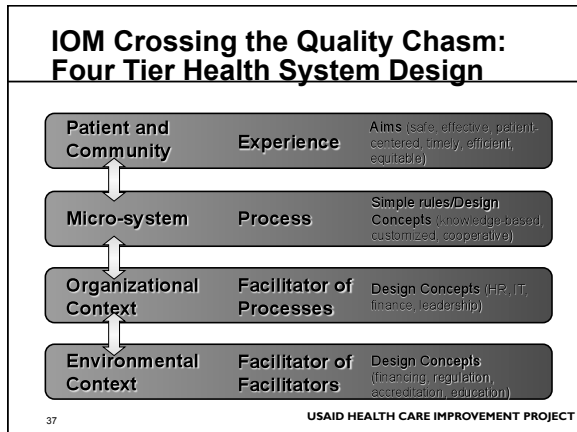 IOM Crossing the Quality Chasm:
Four Tier Health System Design
Patient and
Community
Experience
Aims (safe, effective, patient-
centered, timely, efficient,
equitable)
Micro-system
Process
Simple rules/Design
Concepts (knowledge-based,
customized, cooperative)
Organizational
Context
Facilitator of
Processes
Design Concepts (HR, IT,
finance, leadership)
Environmental
Context
Facilitator of
Facilitators
Design Concepts
(financing, regulation,
accreditation, education)
37
USAID HEALTH CARE IMPROVEMENT PROJECT